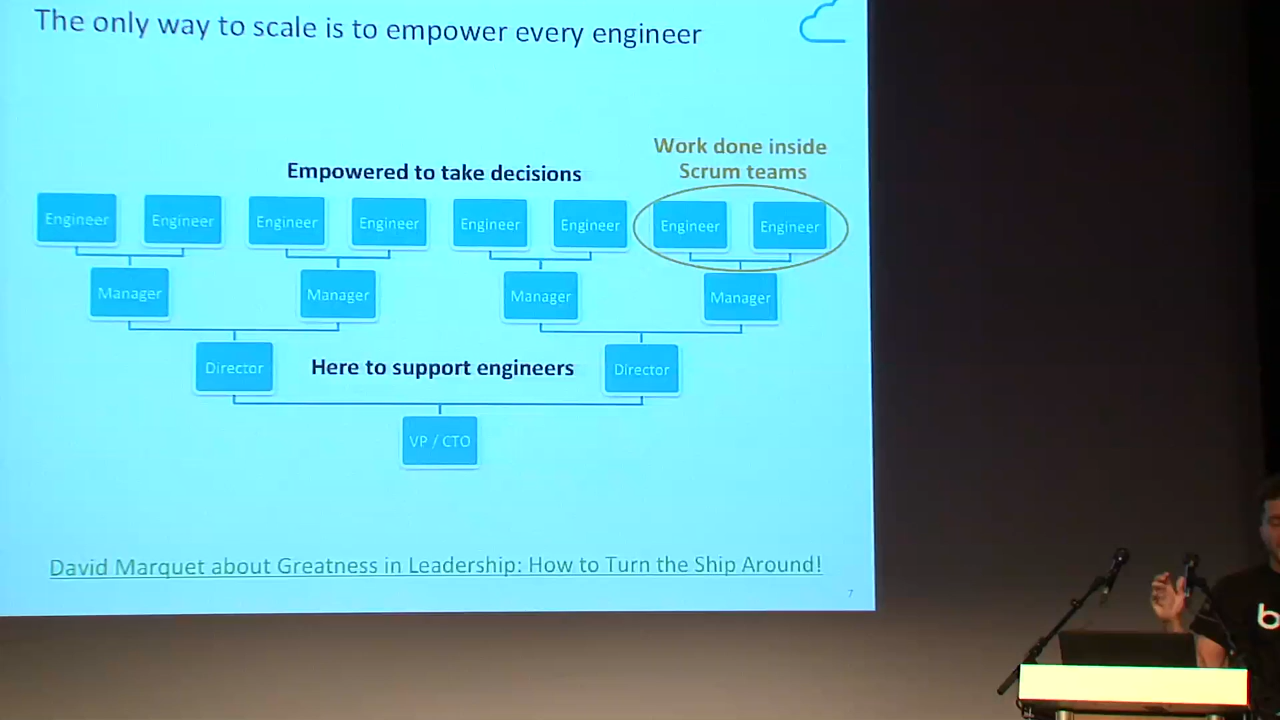 The only way to scale is to empower every engineer
Work done inside
Scrum teams
Empowered to take decisions
Engineer Engineer Engineer Engineer Engineer Engineer Engineer Engineer
Manager Manager Manager Manager
Director Here to support engineers Director
VP / CTO
David Marquet about Greatness in Leadership: How to Turn the Ship Around!
7
b